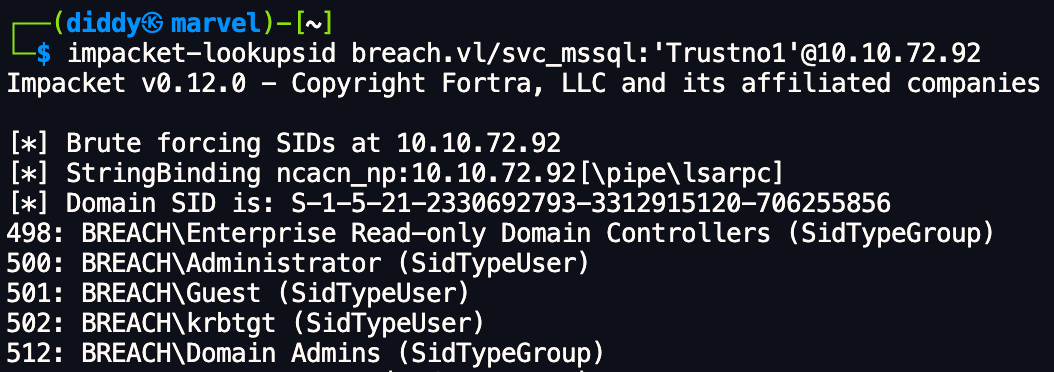 ┌──(diddy㉿marvel)-[~]
└─$ impacket-lookupsid breach.vl/svc_mssql:'Trustno1'@10.10.72.92
Impacket v0.12.0 - Copyright Fortra, LLC and its affiliated companies
[*] Brute forcing SIDs at 10.10.72.92
[*] StringBinding ncacn_np:10.10.72.92[\pipe\lsarpc]
[*] Domain SID is: S-1-5-21-2330692793-3312915120-706255856
498: BREACH\Enterprise Read-only Domain Controllers (SidTypeGroup)
500: BREACH\Administrator (SidTypeUser)
501: BREACH\Guest (SidTypeUser)
502: BREACH\krbtgt (SidTypeUser)
512: BREACH\Domain Admins (SidTypeGroup)